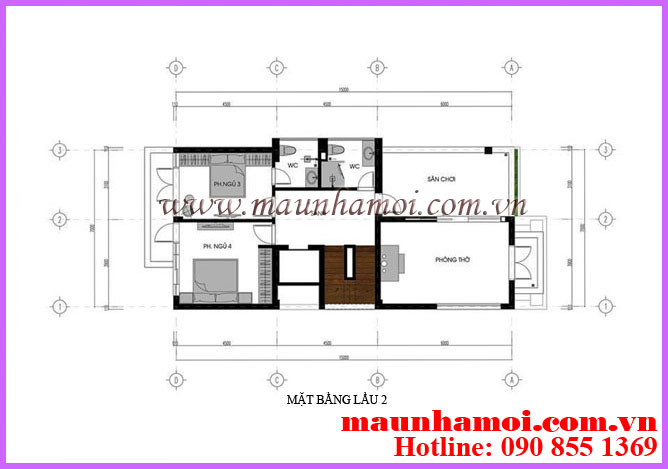 D C B A
15000
110 4500 4500 6000
3 3
WC WC
PH.NGỦ 3 SÂN CHƠI
www.maunhamoi.com.vn
2 2
PH. NGỦ 4 PHÒNG THỜ
1 1
4500 4500 6000
15000
D C B A
MẶT BẰNG LẦU 2
maunhamoi.com.vn
Hotline: 090 855 1369